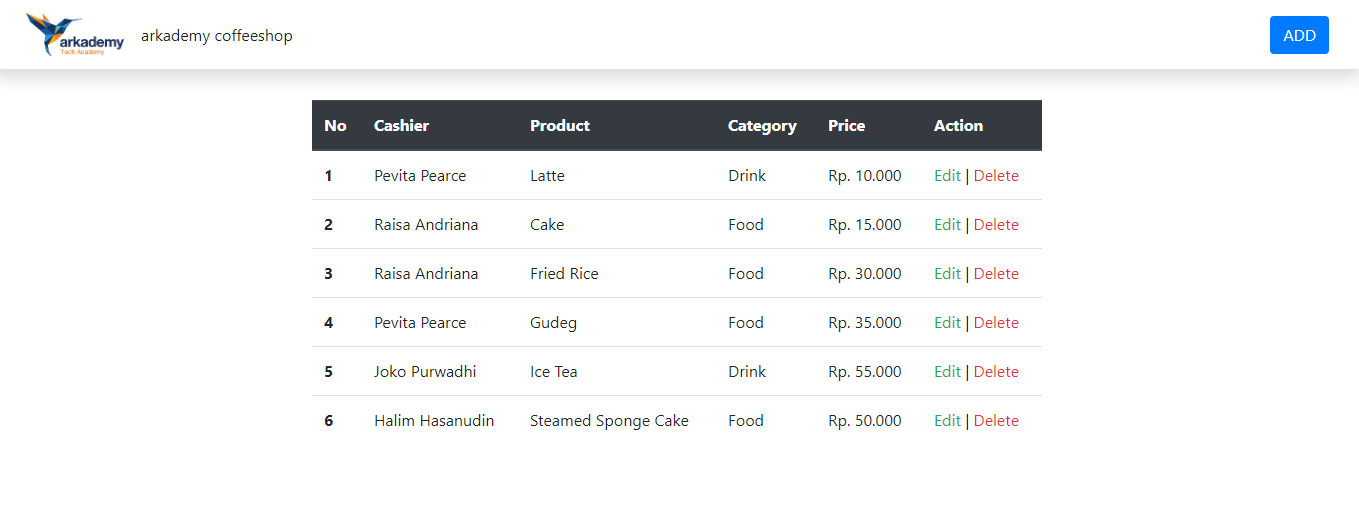 arkademy
Tech Academy
arkademy coffeeshop
ADD
No Cashier Product Category Price Action
1 Pevita Pearce Latte Drink Rp. 10.000 Edit | Delete
2 Raisa Andriana Cake Food Rp. 15.000 Edit | Delete
3 Raisa Andriana Fried Rice Food Rp. 30.000 Edit | Delete
4 Pevita Pearce Gudeg Food Rp. 35.000 Edit | Delete
5 Joko Purwadhi Ice Tea Drink Rp. 55.000 Edit | Delete
6 Halim Hasanudin Steamed Sponge Cake Food Rp. 50.000 Edit | Delete